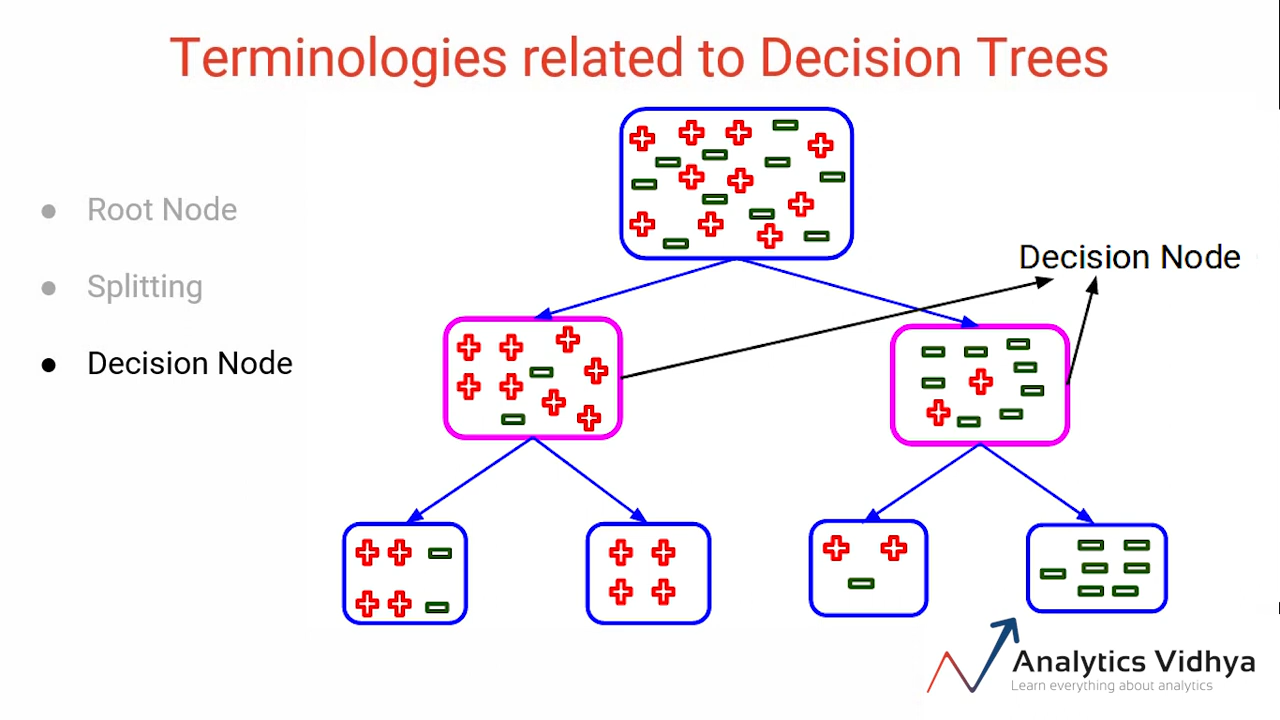 Terminologies related to Decision Trees
Root Node
Splitting
Decision Node
Decision Node
Analytics Vidhya
Learn everything about analytics